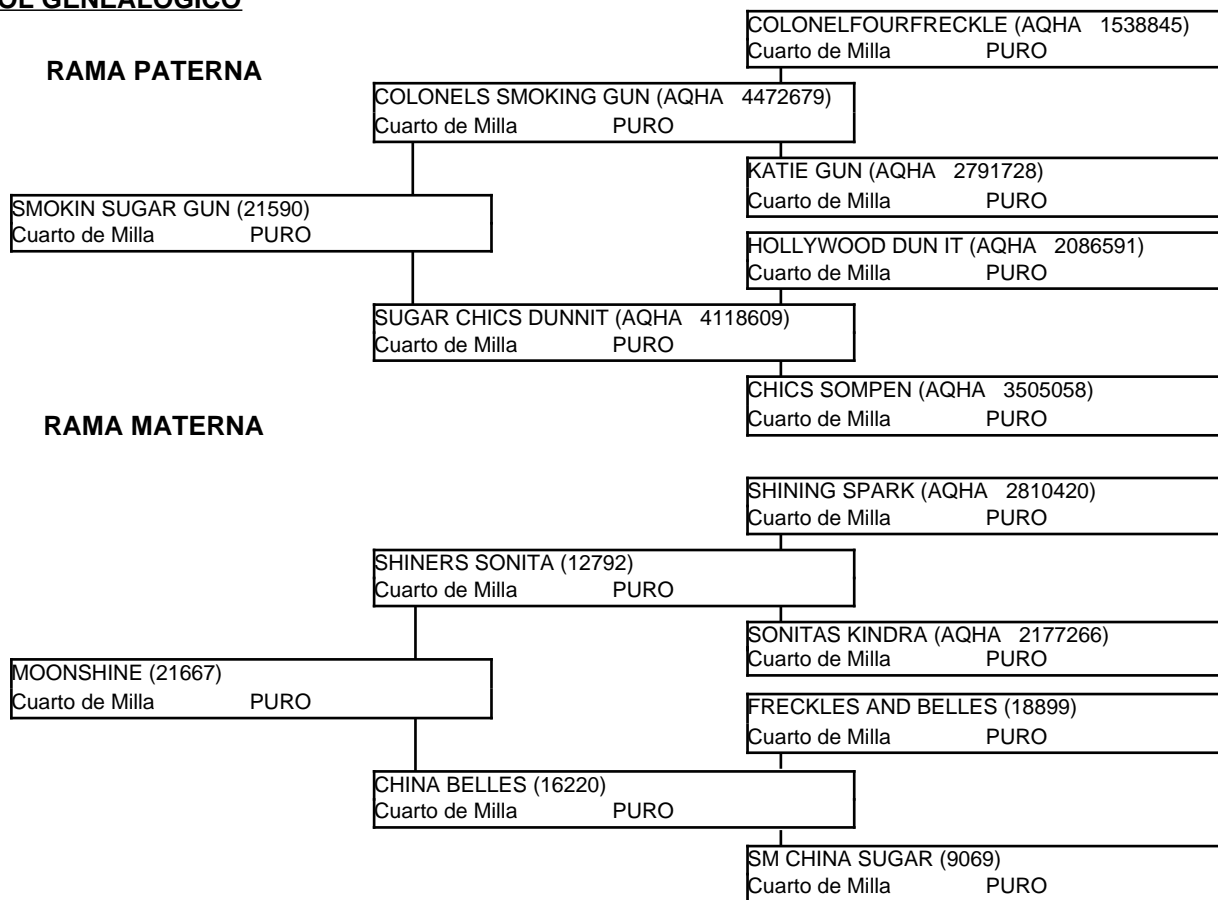 GENEALOGICO
COLONELFOURFRECKLE (AQHA 1538845)
Cuarto de Milla PURO
RAMA PATERNA
COLONELS SMOKING GUN (AQHA 4472679)
Cuarto de Milla PURO
KATIE GUN (AQHA 2791728)
Cuarto de Milla PURO
SMOKIN SUGAR GUN (21590)
Cuarto de Milla PURO
HOLLYWOOD DUN IT (AQHA 2086591)
Cuarto de Milla PURO
SUGAR CHICS DUNNIT (AQHA 4118609)
Cuarto de Milla PURO
CHICS SOMPEN (AQHA 3505058)
Cuarto de Milla PURO
RAMA MATERNA
SHINING SPARK (AQHA 2810420)
Cuarto de Milla PURO
SHINERS SONITA (12792)
Cuarto de Milla PURO
SONITAS KINDRA (AQHA 2177266)
Cuarto de Milla PURO
MOONSHINE (21667)
Cuarto de Milla PURO
FRECKLES AND BELLES (18899)
Cuarto de Milla PURO
CHINA BELLES (16220)
Cuarto de Milla PURO
SM CHINA SUGAR (9069)
Cuarto de Milla PURO